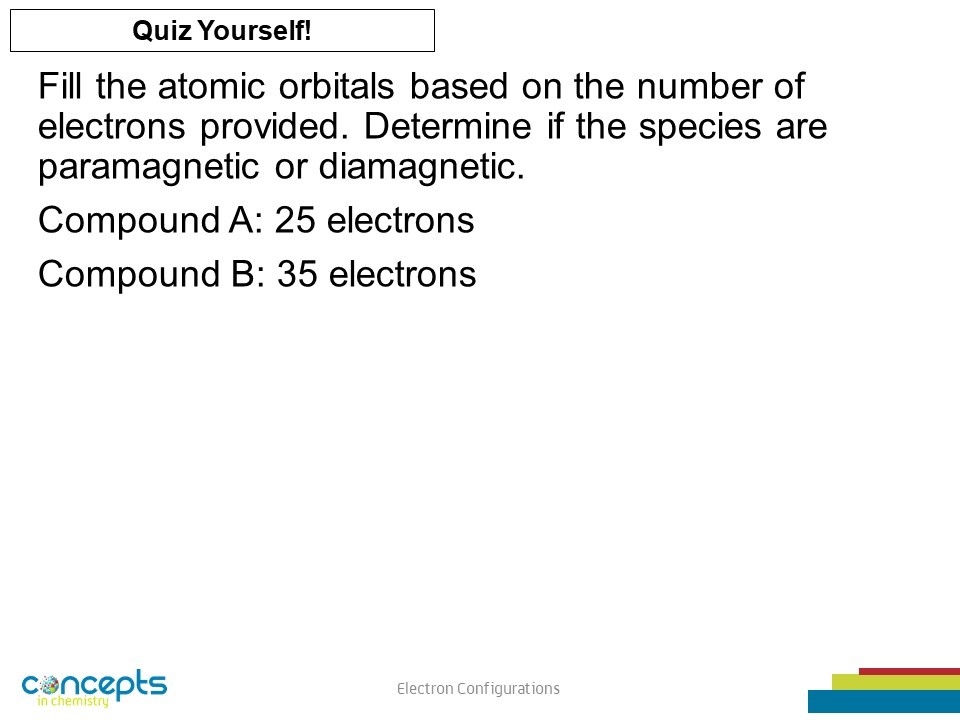 Quiz Yourself!
Fill the atomic orbitals based on the number of
electrons provided. Determine if the species are
paramagnetic or diamagnetic.
Compound A: 25 electrons
Compound B: 35 electrons
concepts
in chemistry
Electron Configurations